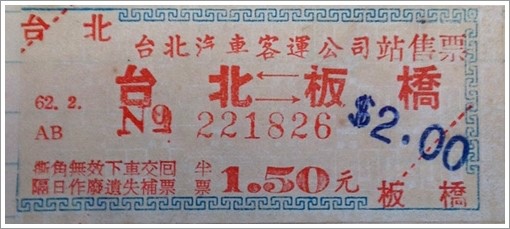 台北
台北汽車客運公司站售票
台北←→板橋
62.2.
AB
No 221826
$2.00
撕角無效下車交回
隔日作廢遺失補票
半票
1.50元
板橋